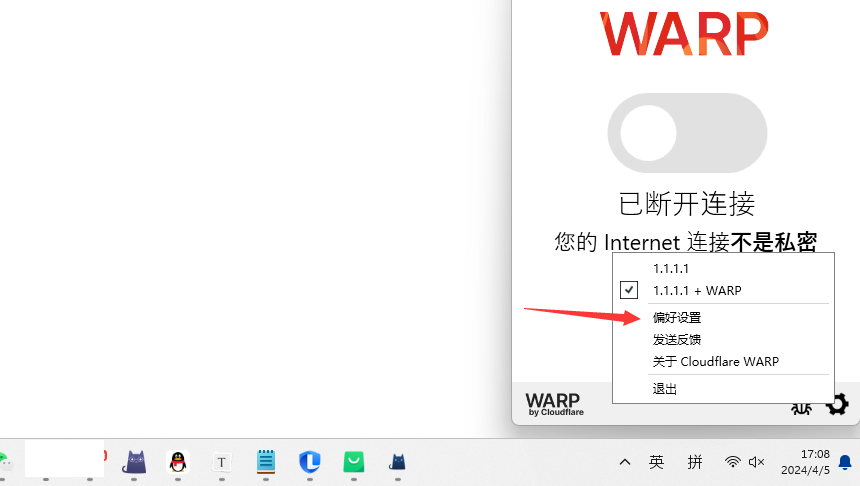 WARP
已断开连接
您的 Internet 连接不是私密
1.1.1.1
1.1.1.1 + WARP
偏好设置
发送反馈
关于 Cloudflare WARP
退出
WARP
by Cloudflare
T
英 拼
17:08
2024/4/5